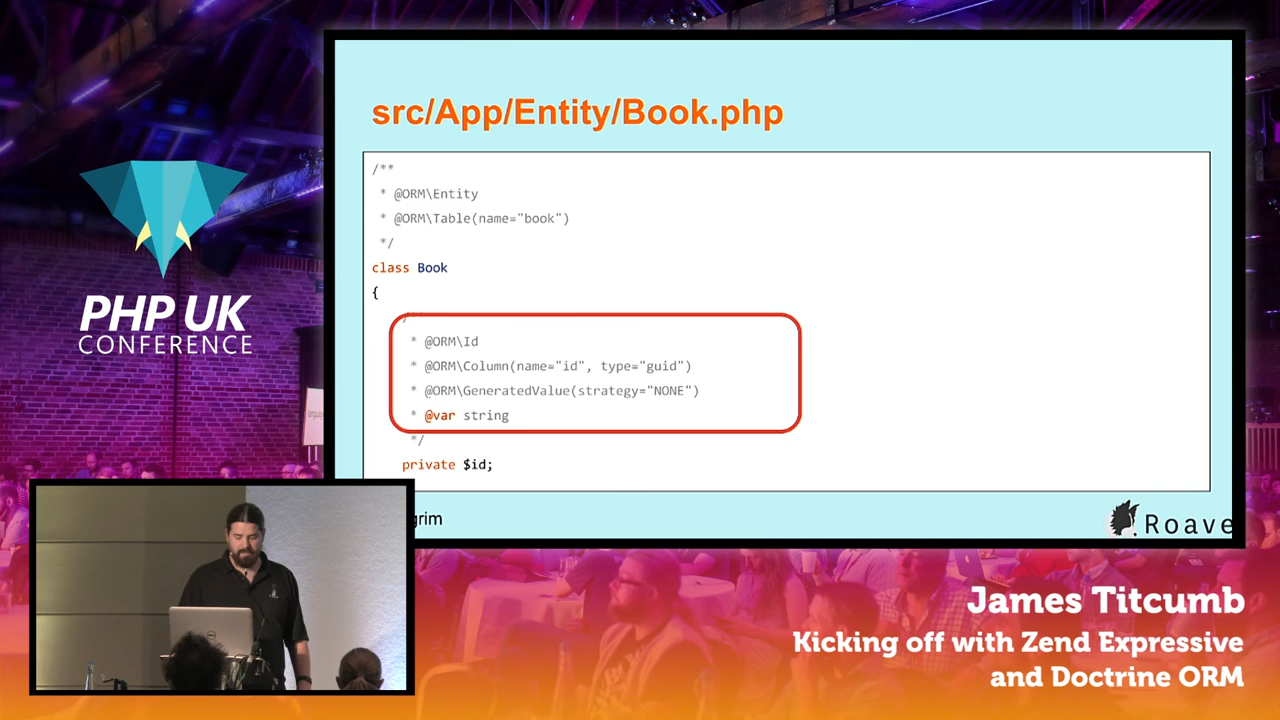 src/App/Entity/Book.php
/**
* @ORM\Entity
* @ORM\Table(name="book")
*/
class Book
{
/**
* @ORM\Id
* @ORM\Column(name="id", type="guid")
* @ORM\GeneratedValue(strategy="NONE")
* @var string
*/
private $id;
grim
Roave
PHP UK
CONFERENCE
James Titcumb
Kicking off with Zend Expressive
and Doctrine ORM